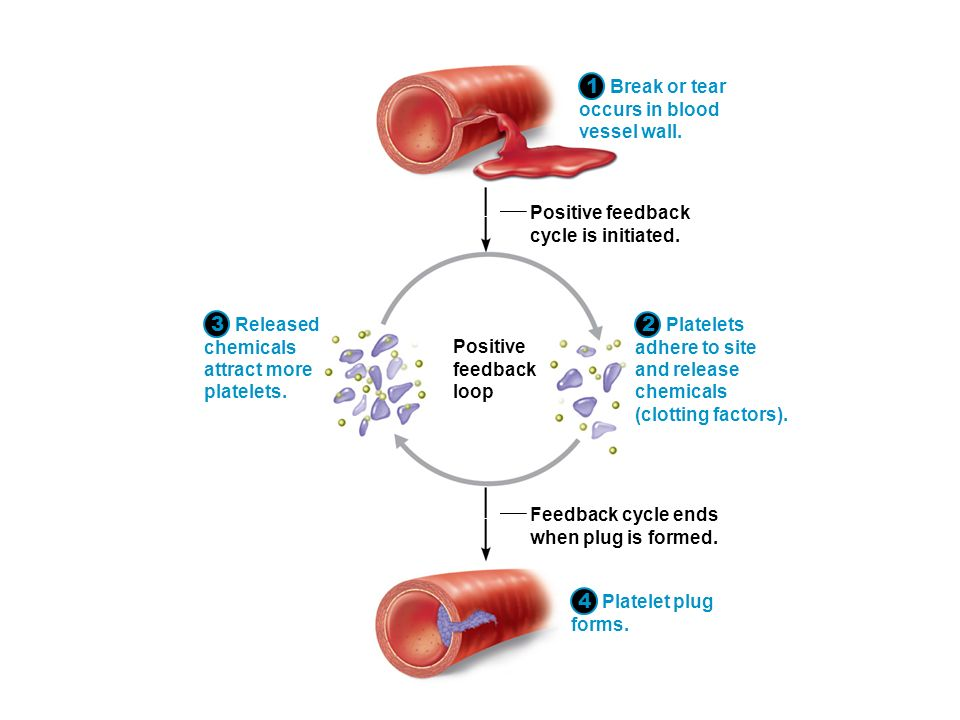 1 Break or tear
occurs in blood
vessel wall.
Positive feedback
cycle is initiated.
3 Released
chemicals
attract more
platelets.
Positive
feedback
loop
2 Platelets
adhere to site
and release
chemicals
(clotting factors).
Feedback cycle ends
when plug is formed.
4 Platelet plug
forms.